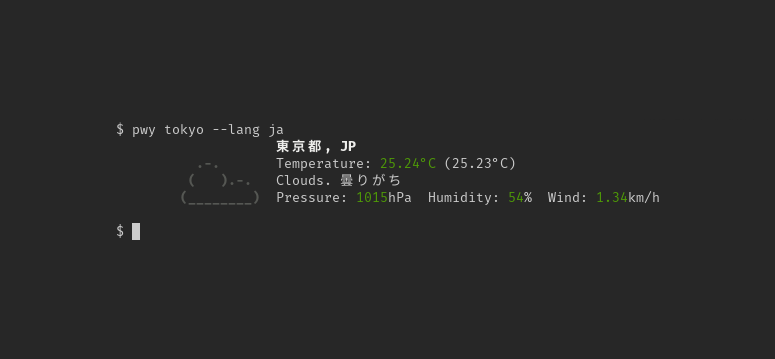 $ pwy tokyo --lang ja
東京都, JP
Temperature: 25.24°C (25.23°C)
Clouds. 曇りがち
Pressure: 1015hPa  Humidity: 54%  Wind: 1.34km/h
$